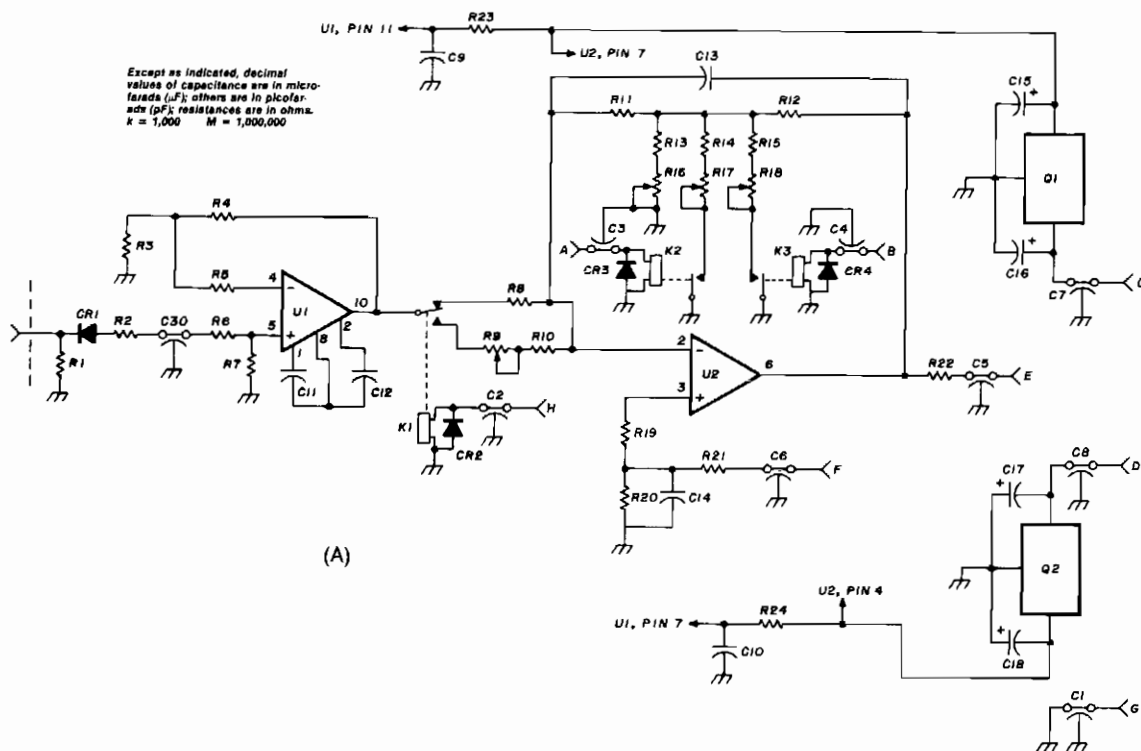 U1, PIN 11
R23
C9
U2, PIN 7
C13
Except as indicated, decimal
values of capacitance are in micro-
farads (µF); others are in picofar-
ads (pF); resistances are in ohms.
k = 1,000 M = 1,000,000
R11
R12
C15 +
R13
R14
R15
Q1
R16
R17
R18
R4
R3
C3
C4
A
K2
K3
B
CR3
CR4
C16 +
C7
R5
4
-
10
U1
2
R8
CR1
R2
C30
R6
5
+
8
1
R1
R7
C11
C12
R9
R10
2
-
U2
6
3
+
R22
C5
E
K1
C2
H
CR2
R19
R21
C6
F
R20
C14
C17
+
C8
D
(A)
Q2
U2, PIN 4
U1, PIN 7
R24
C10
+
C18
C1
G